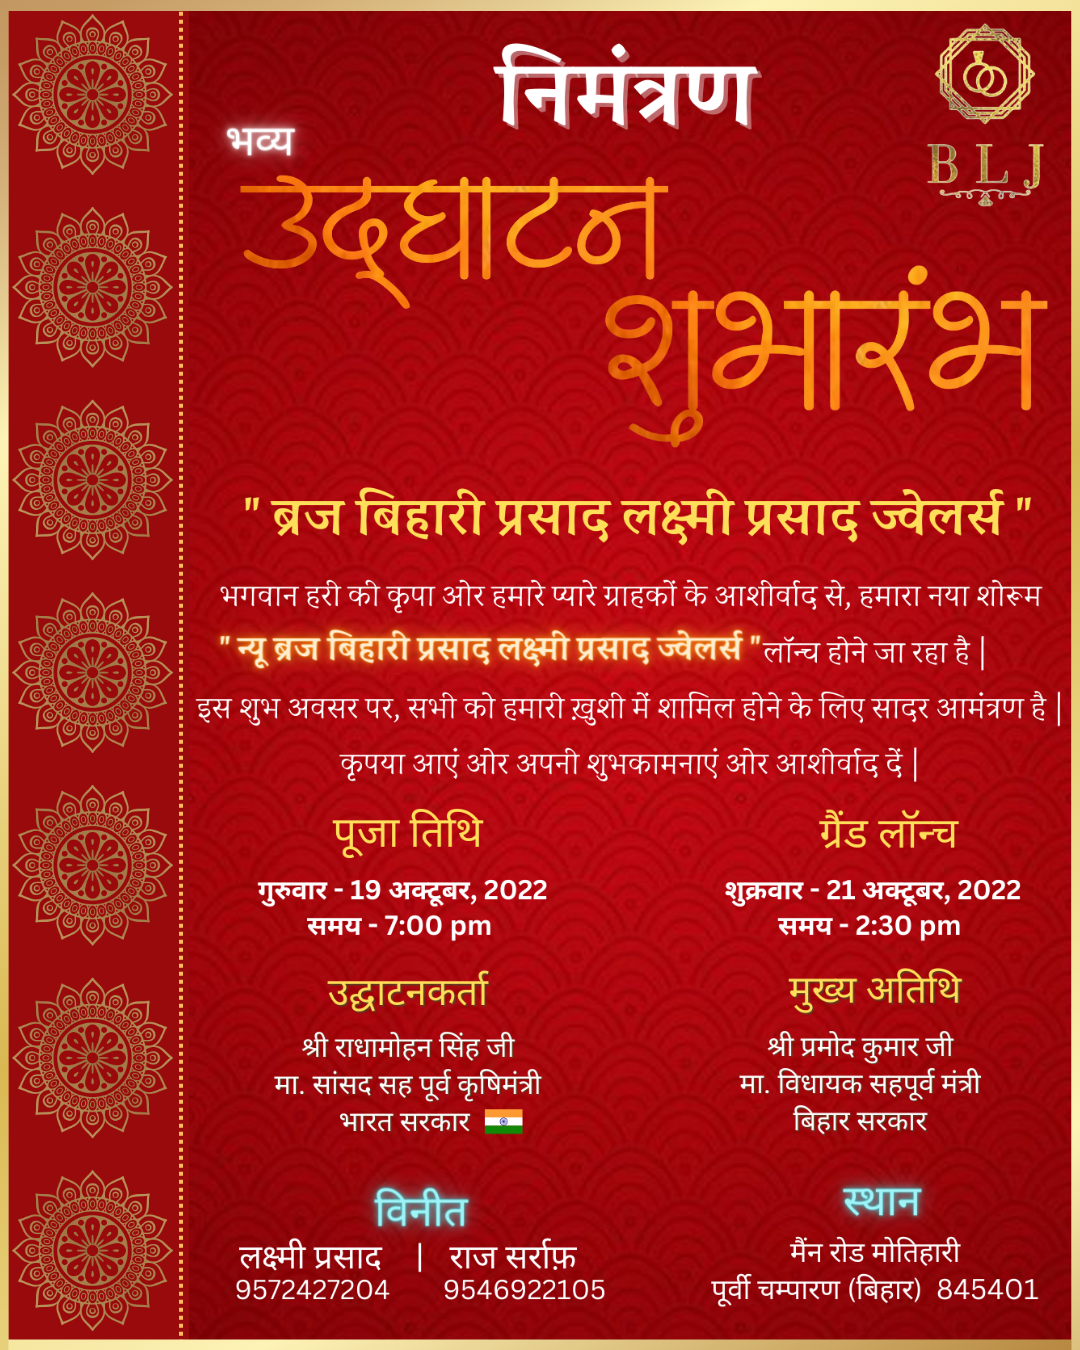 निमंत्रण
B L J
भव्य
उद्घाटन
शुभारंभ
" ब्रज बिहारी प्रसाद लक्ष्मी प्रसाद ज्वेलर्स "
भगवान हरी की कृपा ओर हमारे प्यारे ग्राहकों के आशीर्वाद से, हमारा नया शोरूम
" न्यू ब्रज बिहारी प्रसाद लक्ष्मी प्रसाद ज्वेलर्स " लॉन्च होने जा रहा है |
इस शुभ अवसर पर, सभी को हमारी ख़ुशी में शामिल होने के लिए सादर आमंत्रण है |
कृपया आएं ओर अपनी शुभकामनाएं ओर आशीर्वाद दें |
पूजा तिथि
गुरुवार - 19 अक्टूबर, 2022
समय - 7:00 pm
ग्रैंड लॉन्च
शुक्रवार - 21 अक्टूबर, 2022
समय - 2:30 pm
उद्घाटनकर्ता
श्री राधामोहन सिंह जी
मा. सांसद सह पूर्व कृषिमंत्री
भारत सरकार
मुख्य अतिथि
श्री प्रमोद कुमार जी
मा. विधायक सहपूर्व मंत्री
बिहार सरकार
विनीत
लक्ष्मी प्रसाद | राज सर्राफ़
9572427204 9546922105
स्थान
मैंन रोड मोतिहारी
पूर्वी चम्पारण (बिहार) 845401